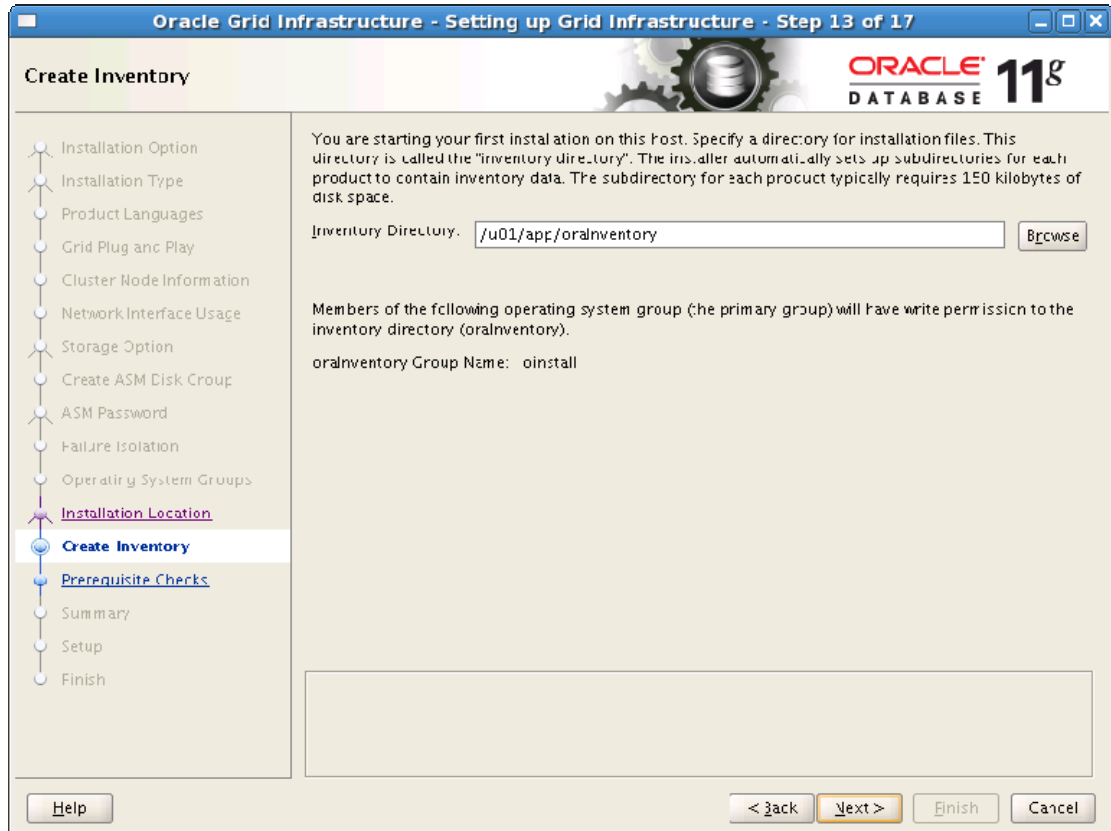 Oracle Grid Infrastructure - Setting up Grid Infrastructure - Step 13 of 17
Create Inventory
ORACLE
DATABASE
11g
Installation Option
Installation Type
Product Languages
Grid Plug and Play
Cluster Node Information
Network Interface Usage
Storage Option
Create ASM Disk Group
ASM Password
Failure Isolation
Operating System Groups
Installation Location
Create Inventory
Prerequisite Checks
Summary
Setup
Finish
You are starting your first installation on this host. Specify a directory for installation files. This
directory is called the "inventory directory". The installer automatically sets up subdirectories for each
product to contain inventory data. The subdirectory for each product typically requires 150 kilobytes of
disk space.
Inventory Directory: /u01/app/oraInventory Browse
Members of the following operating system group (the primary group) will have write permission to the
inventory directory (oraInventory).
oraInventory Group Name: oinstall
Help < Back Next > Finish Cancel